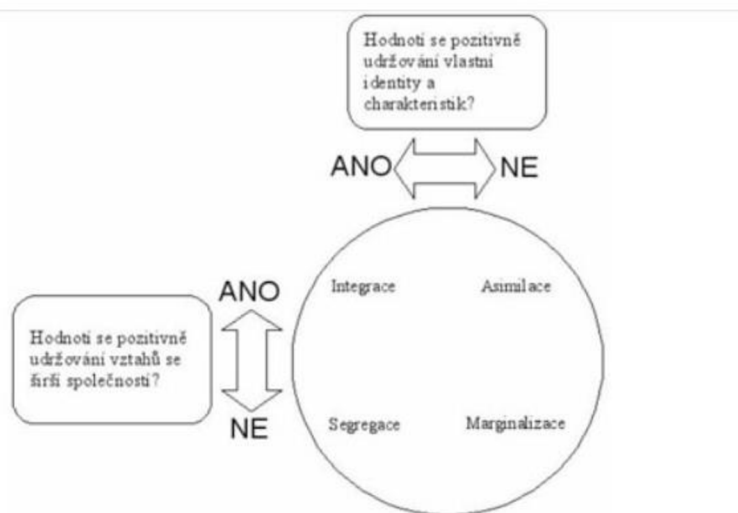 Hodnotí se pozitivně
udržování vlastní
identity a
charakteristik?
ANO
NE
ANO
Integrace
Asimilace
Hodnotí se pozitivně
udržování vztahů se
širší společností?
NE
Segregace
Marginalizace